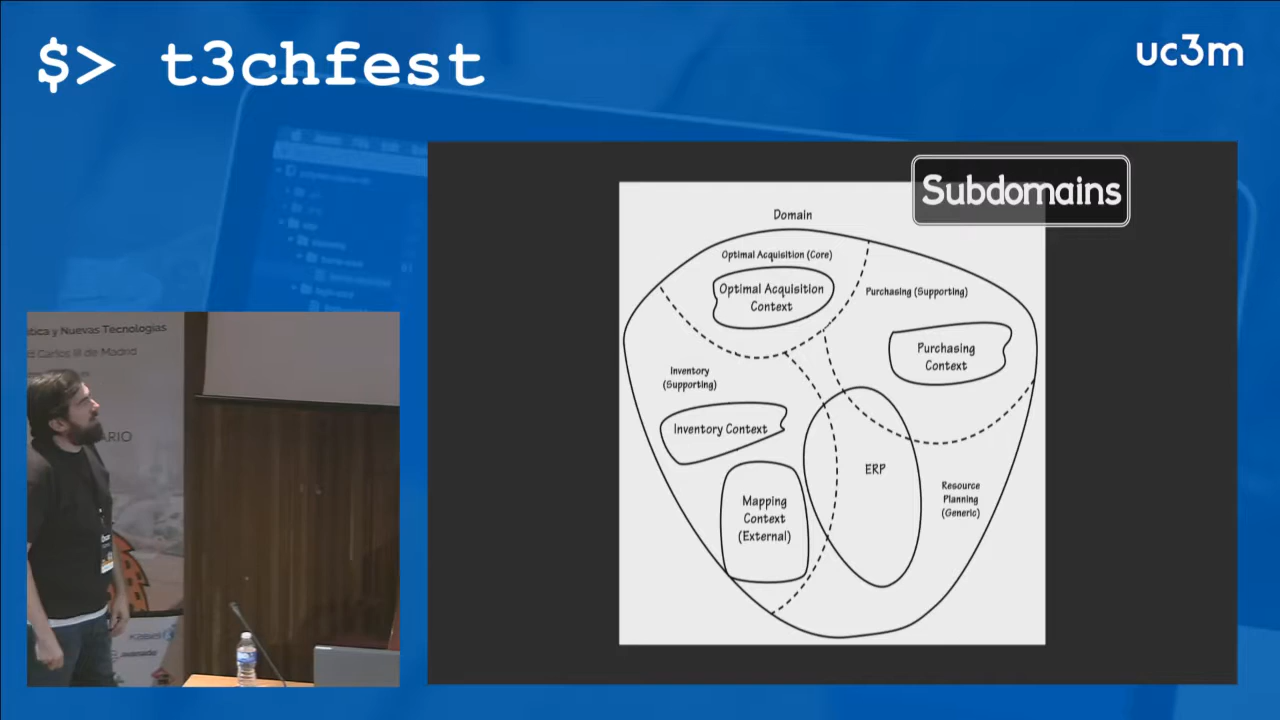 $> t3chfest
uc3m
Subdomains
Domain
Optimal Acquisition (Core)
Optimal Acquisition
Context
Purchasing (Supporting)
Purchasing
Context
Inventory
(Supporting)
Inventory Context
ERP
Mapping
Context
(External)
Resource
Planning
(Generic)
tica y Nuevas Tecnologías
d Carlos III de Madrid
ARIO